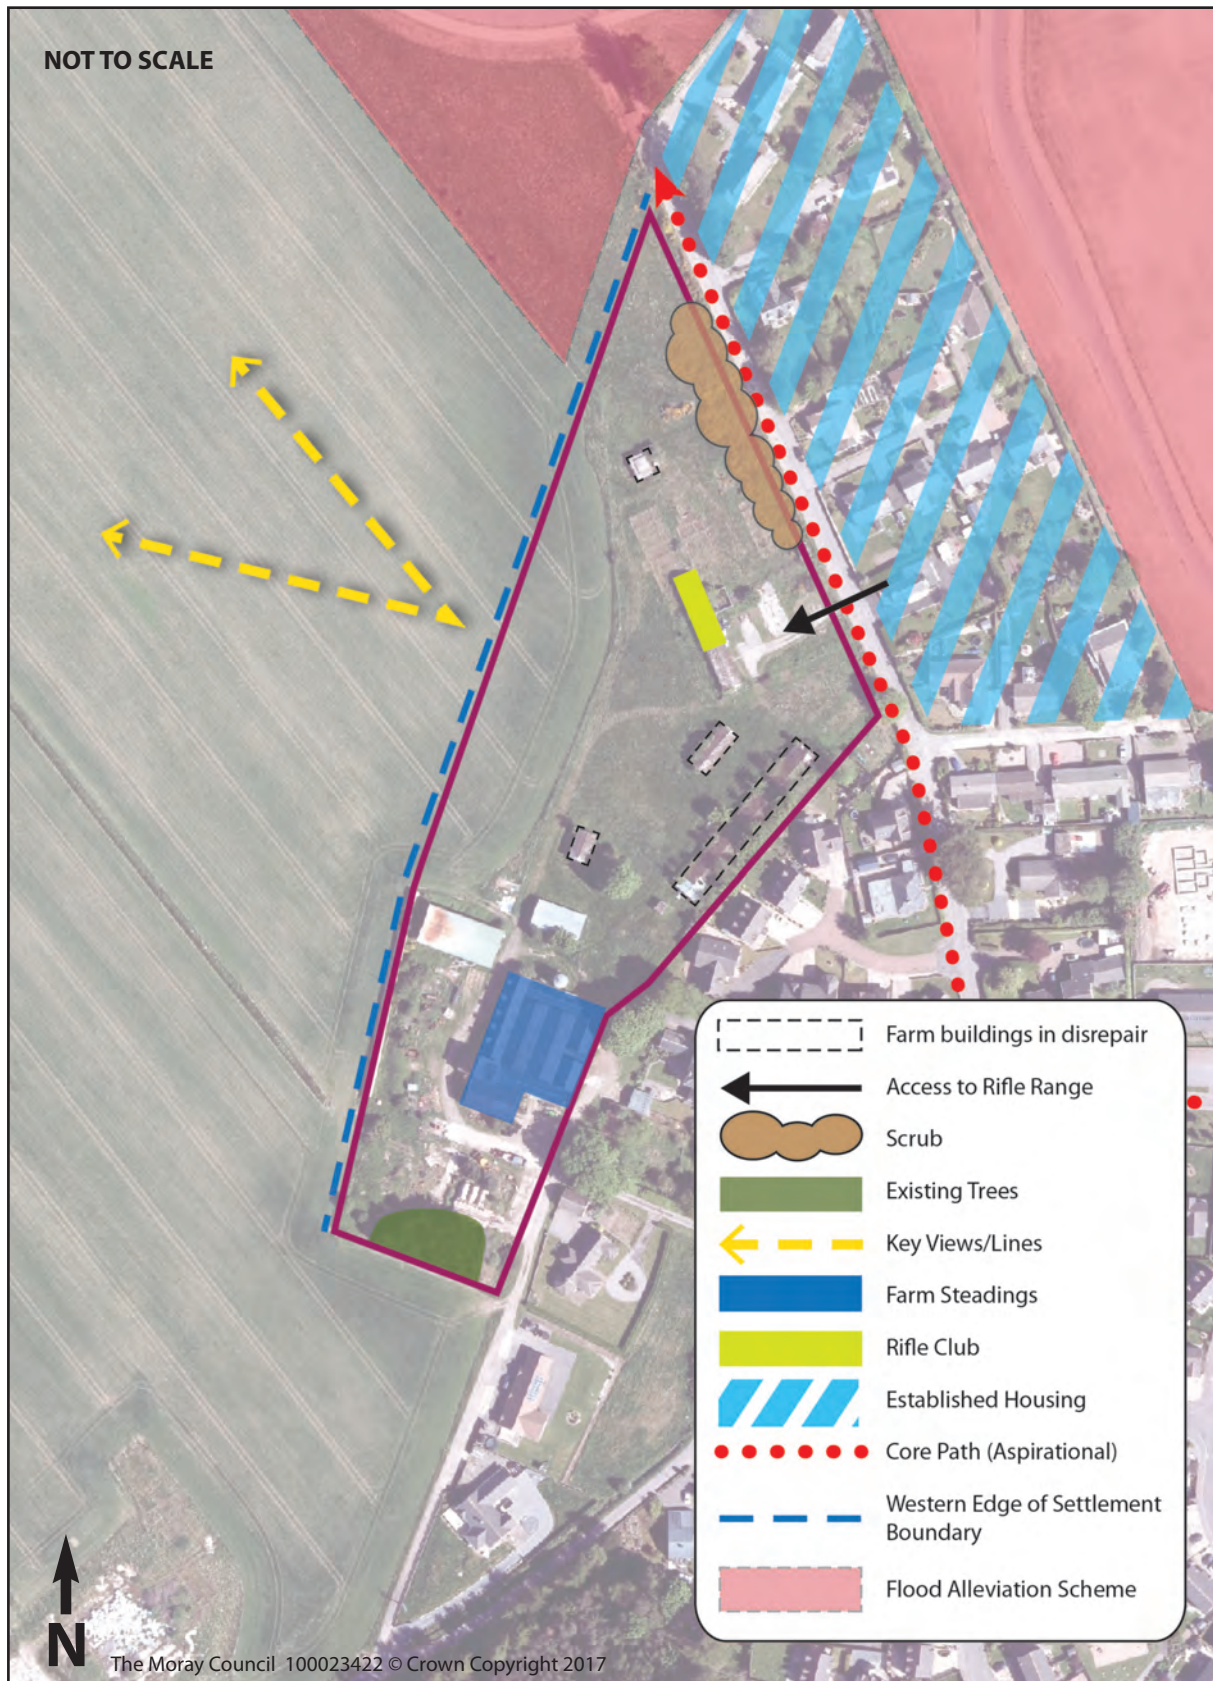 NOT TO SCALE
Farm buildings in disrepair
Access to Rifle Range
Scrub
Existing Trees
Key Views/Lines
Farm Steadings
Rifle Club
Established Housing
Core Path (Aspirational)
Western Edge of Settlement
Boundary
Flood Alleviation Scheme
N
The Moray Council 100023422 © Crown Copyright 2017